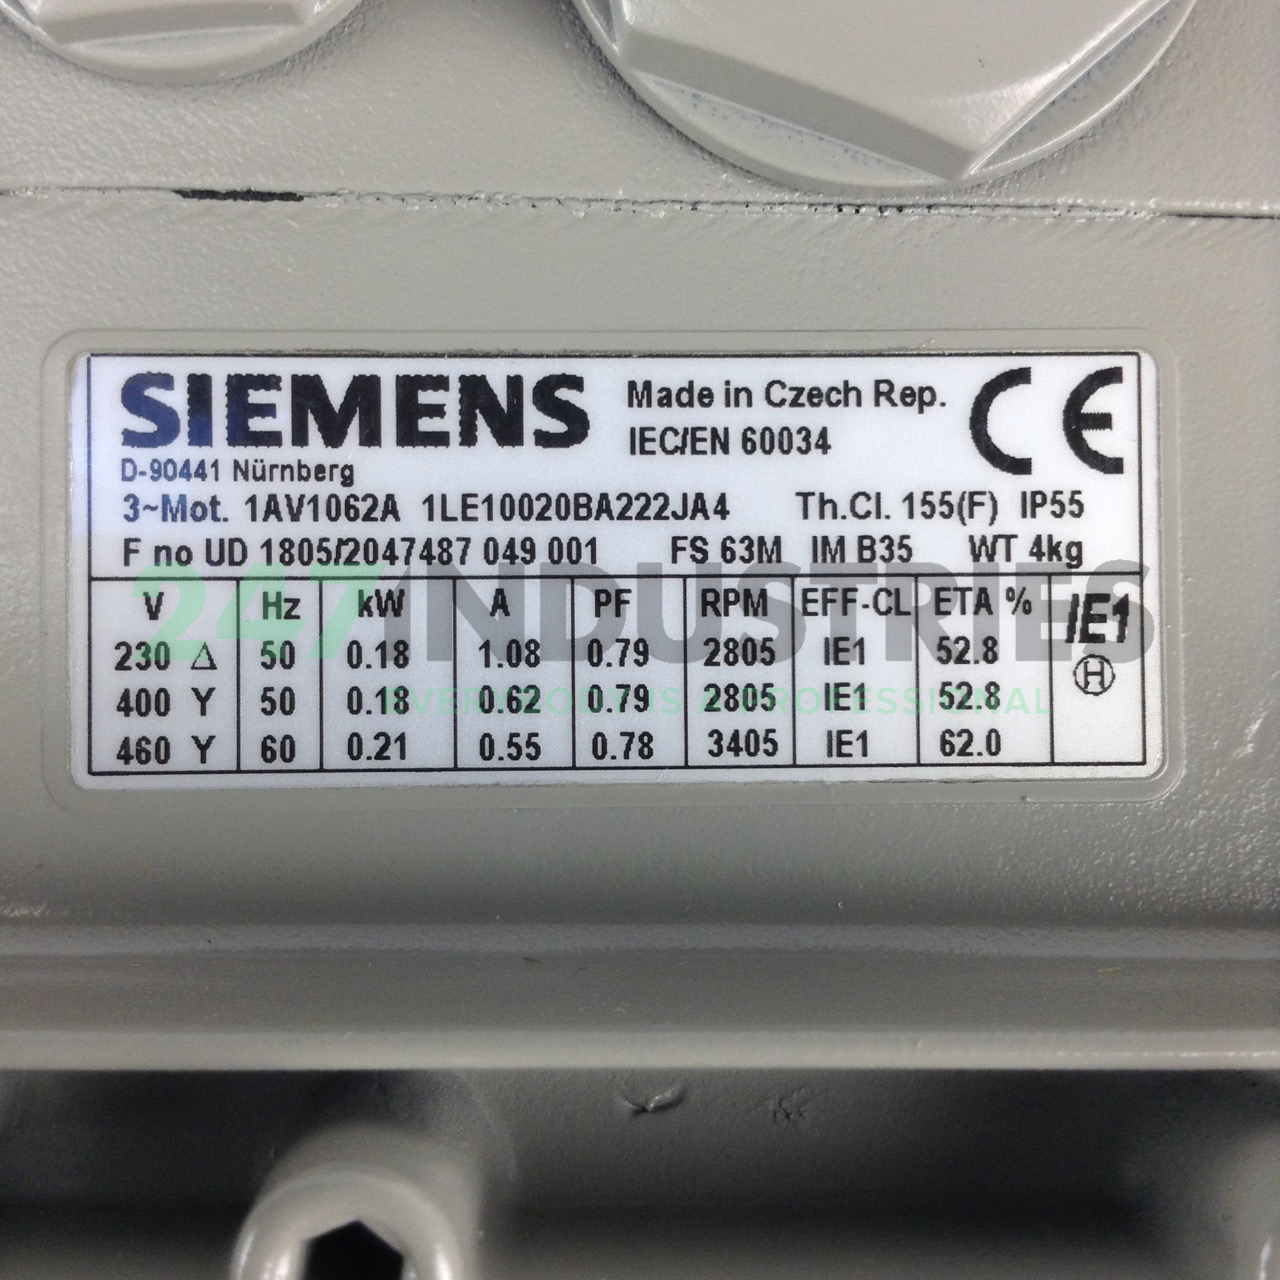 SIEMENS
Made in Czech Rep.
IEC/EN 60034
CE
D-90441 Nürnberg
3~Mot. 1AV1062A 1LE10020BA222JA4 Th.Cl. 155(F) IP55
F no UD 1805/2047487 049 001 FS 63M IM B35 WT 4kg
V Hz kW A PF RPM EFF-CL ETA % IE1
230 Δ 50 0.18 1.08 0.79 2805 IE1 52.8
H
400 Y 50 0.18 0.62 0.79 2805 IE1 52.8
460 Y 60 0.21 0.55 0.78 3405 IE1 62.0
247INDUSTRIES
EVERYBODY IS A PROFESSIONAL